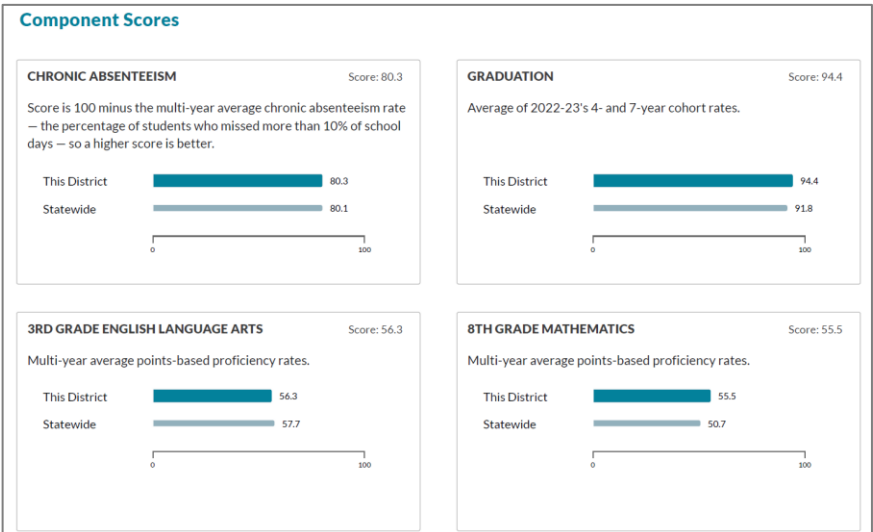 Component Scores
CHRONIC ABSENTEEISM Score: 80.3
Score is 100 minus the multi-year average chronic absenteeism rate
— the percentage of students who missed more than 10% of school
days — so a higher score is better.
This District 80.3
Statewide 80.1
0 100
GRADUATION Score: 94.4
Average of 2022-23's 4- and 7-year cohort rates.
This District 94.4
Statewide 91.8
0 100
3RD GRADE ENGLISH LANGUAGE ARTS Score: 56.3
Multi-year average points-based proficiency rates.
This District 56.3
Statewide 57.7
0 100
8TH GRADE MATHEMATICS Score: 55.5
Multi-year average points-based proficiency rates.
This District 55.5
Statewide 50.7
0 100